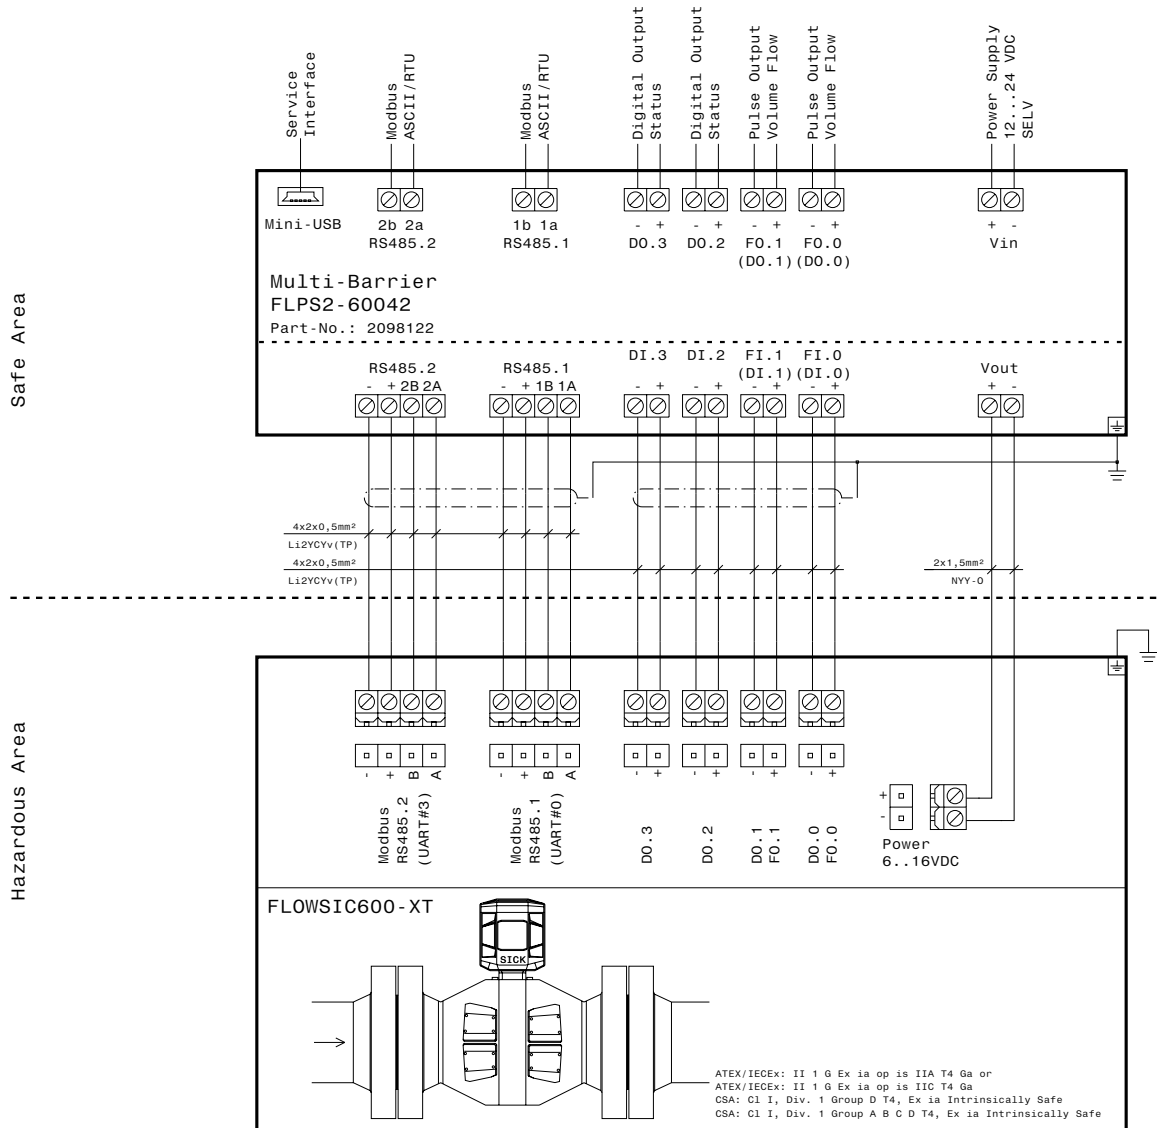 Service
Interface
Modbus
ASCII/RTU
Modbus
ASCII/RTU
Digital Output
Status
Digital Output
Status
Pulse Output
Volume Flow
Pulse Output
Volume Flow
Power Supply
12...24 VDC
SELV
Mini-USB
2b 2a
RS485.2
1b 1a
RS485.1
- +
DO.3
- +
DO.2
- +
FO.1
(DO.1)
- +
FO.0
(DO.0)
+ -
Vin
Multi-Barrier
FLPS2-60042
Part-No.: 2098122
Safe Area
RS485.2
- + 2B 2A
RS485.1
- + 1B 1A
DI.3
- +
DI.2
- +
FI.1
(DI.1)
- +
FI.0
(DI.0)
- +
Vout
+ -
4x2x0,5mm²
Li2YCYv(TP)
4x2x0,5mm²
Li2YCYv(TP)
2x1,5mm²
NYY-O
Hazardous Area
- + B A
Modbus
RS485.2
(UART#3)
- + B A
Modbus
RS485.1
(UART#0)
- +
DO.3
- +
DO.2
- +
DO.1
FO.1
- +
DO.0
FO.0
+
-
Power
6..16VDC
FLOWSIC600-XT
SICK
ATEX/IECEx: II 1 G Ex ia op is IIA T4 Ga or
ATEX/IECEx: II 1 G Ex ia op is IIC T4 Ga
CSA: Cl I, Div. 1 Group D T4, Ex ia Intrinsically Safe
CSA: Cl I, Div. 1 Group A B C D T4, Ex ia Intrinsically Safe